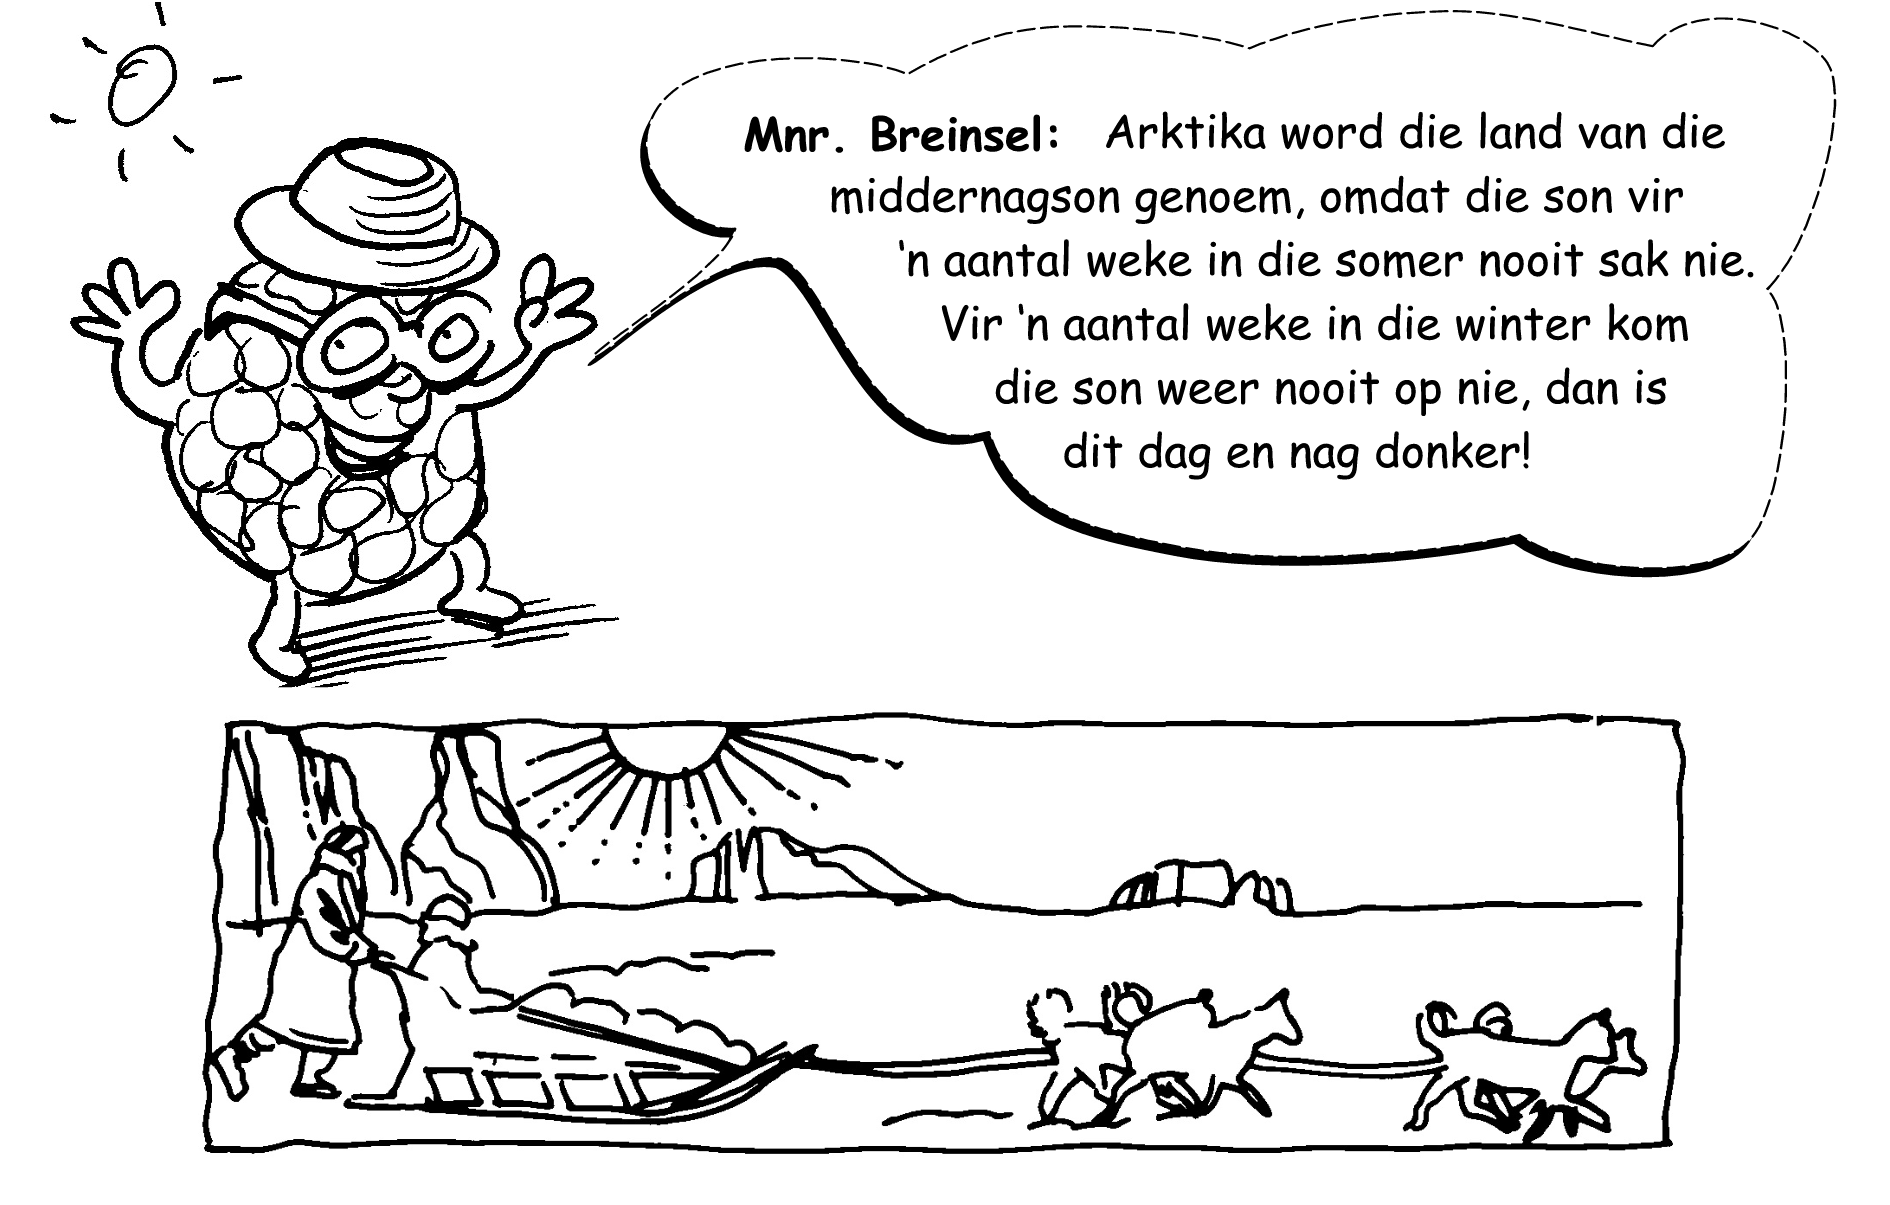 Mnr. Breinsel: Arktika word die land van die
middernagson genoem, omdat die son vir
'n aantal weke in die somer nooit sak nie.
Vir 'n aantal weke in die winter kom
die son weer nooit op nie, dan is
dit dag en nag donker!